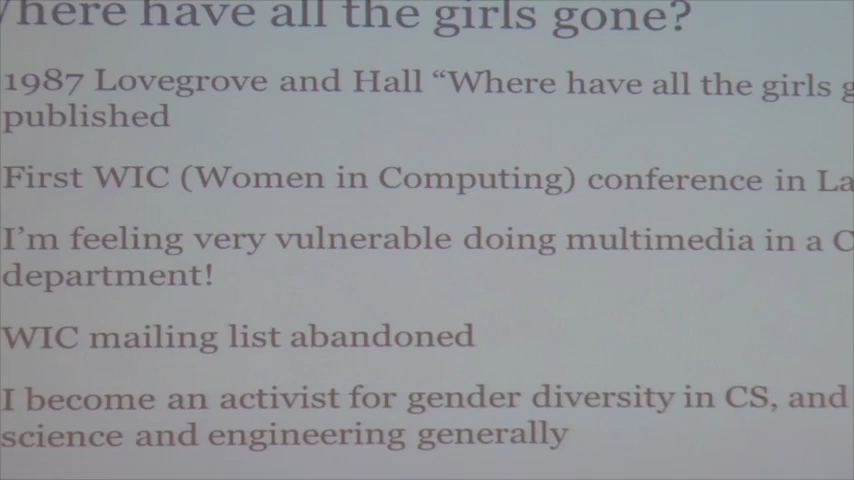 here have all the girls gone?
1987 Lovegrove and Hall “Where have all the girls
published
First WIC (Women in Computing) conference in La
I’m feeling very vulnerable doing multimedia in a C
department!
WIC mailing list abandoned
I become an activist for gender diversity in CS, and
science and engineering generally